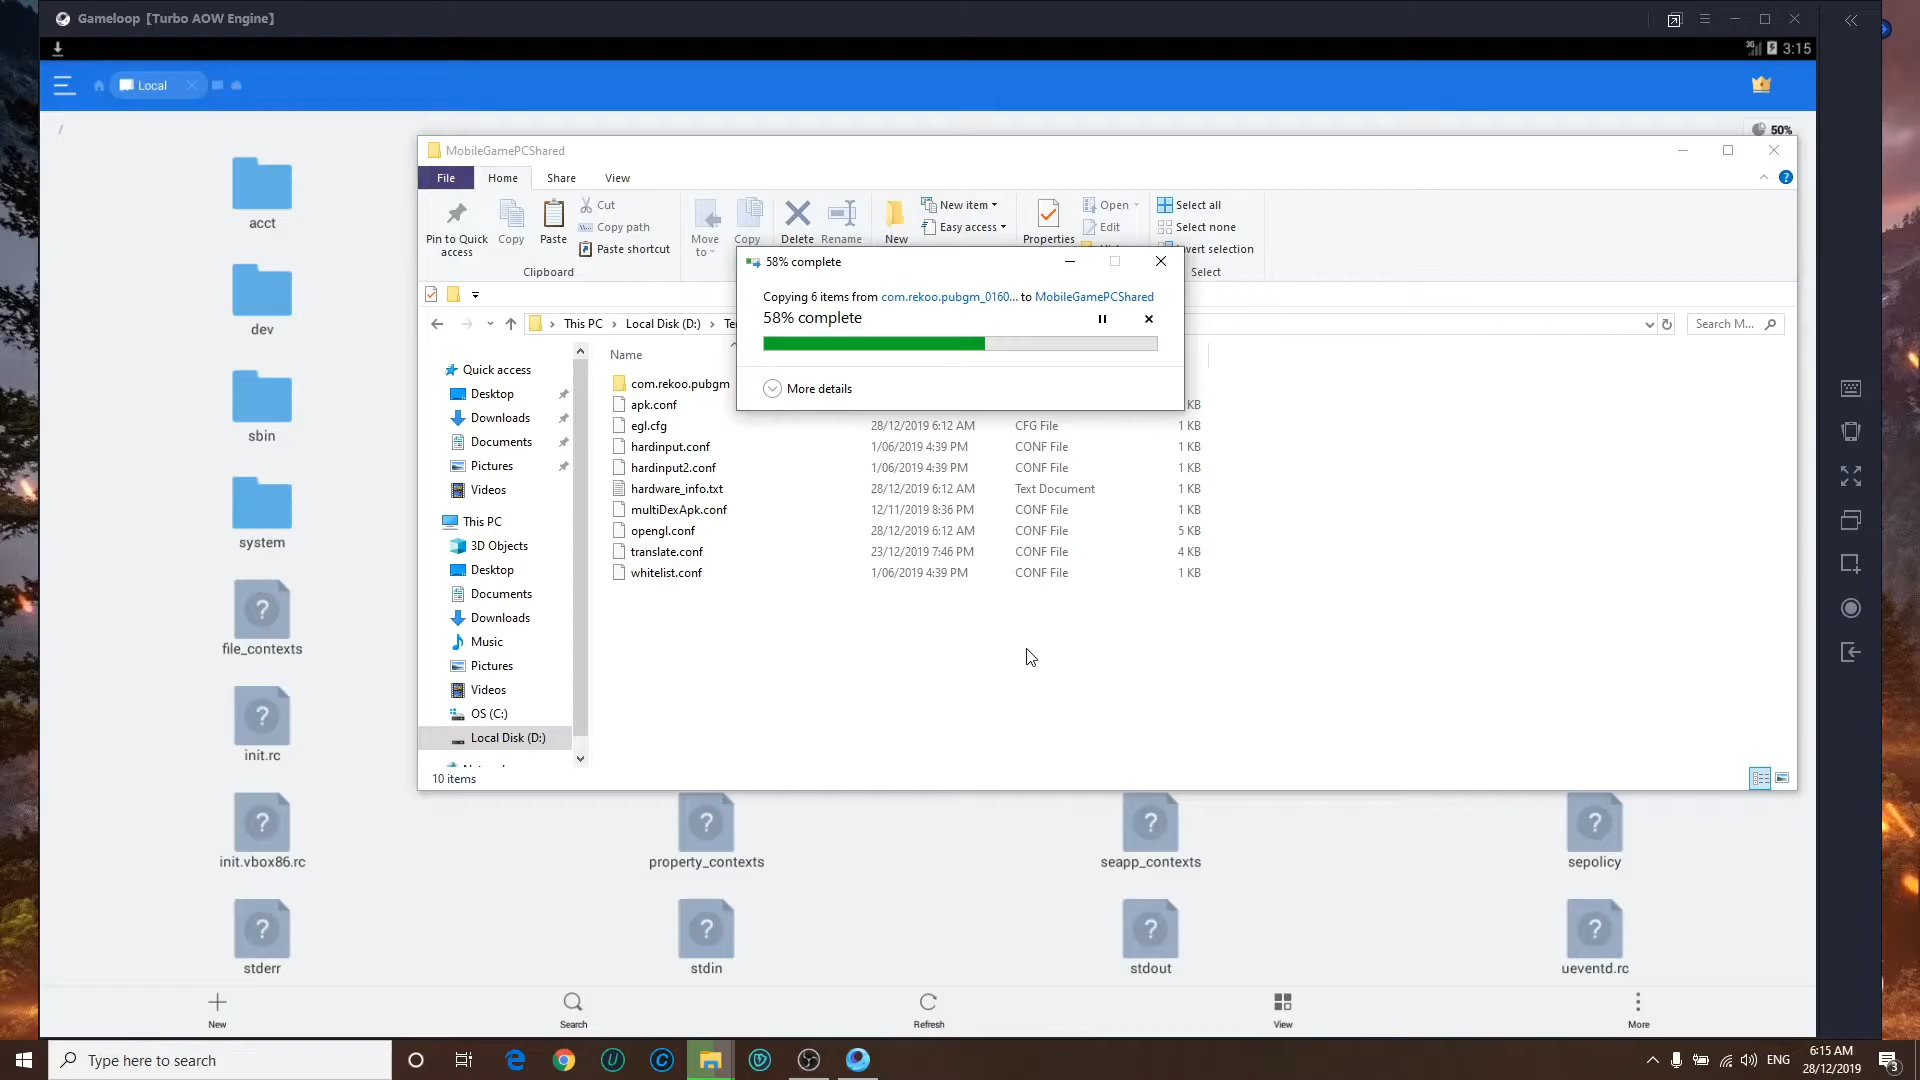 Gameloop [Turbo AOW Engine]
3G
3:15
Local
/
50%
acct
dev
sbin
system
file_contexts
init.rc
init.vbox86.rc
property_contexts
seapp_contexts
sepolicy
stderr
stdin
stdout
ueventd.rc
New
Search
Refresh
View
More
MobileGamePCShared
File
Home
Share
View
Pin to Quick access
Copy
Paste
Cut
Copy path
Paste shortcut
Clipboard
Move to
Copy
Delete
Rename
New
New item
Easy access
Properties
Open
Edit
Select all
Select none
nvert selection
Select
58% complete
Copying 6 items from com.rekoo.pubgm_0160... to MobileGamePCShared
58% complete
More details
This PC
Local Disk (D:)
Te
Search M...
Quick access
Desktop
Downloads
Documents
Pictures
Videos
This PC
3D Objects
Desktop
Documents
Downloads
Music
Pictures
Videos
OS (C:)
Local Disk (D:)
Name
com.rekoo.pubgm
apk.conf KB
egl.cfg 28/12/2019 6:12 AM CFG File 1 KB
hardinput.conf 1/06/2019 4:39 PM CONF File 1 KB
hardinput2.conf 1/06/2019 4:39 PM CONF File 1 KB
hardware_info.txt 28/12/2019 6:12 AM Text Document 1 KB
multiDexApk.conf 12/11/2019 8:36 PM CONF File 1 KB
opengl.conf 28/12/2019 6:12 AM CONF File 5 KB
translate.conf 23/12/2019 7:46 PM CONF File 4 KB
whitelist.conf 1/06/2019 4:39 PM CONF File 1 KB
10 items
Type here to search
ENG
6:15 AM
28/12/2019
3